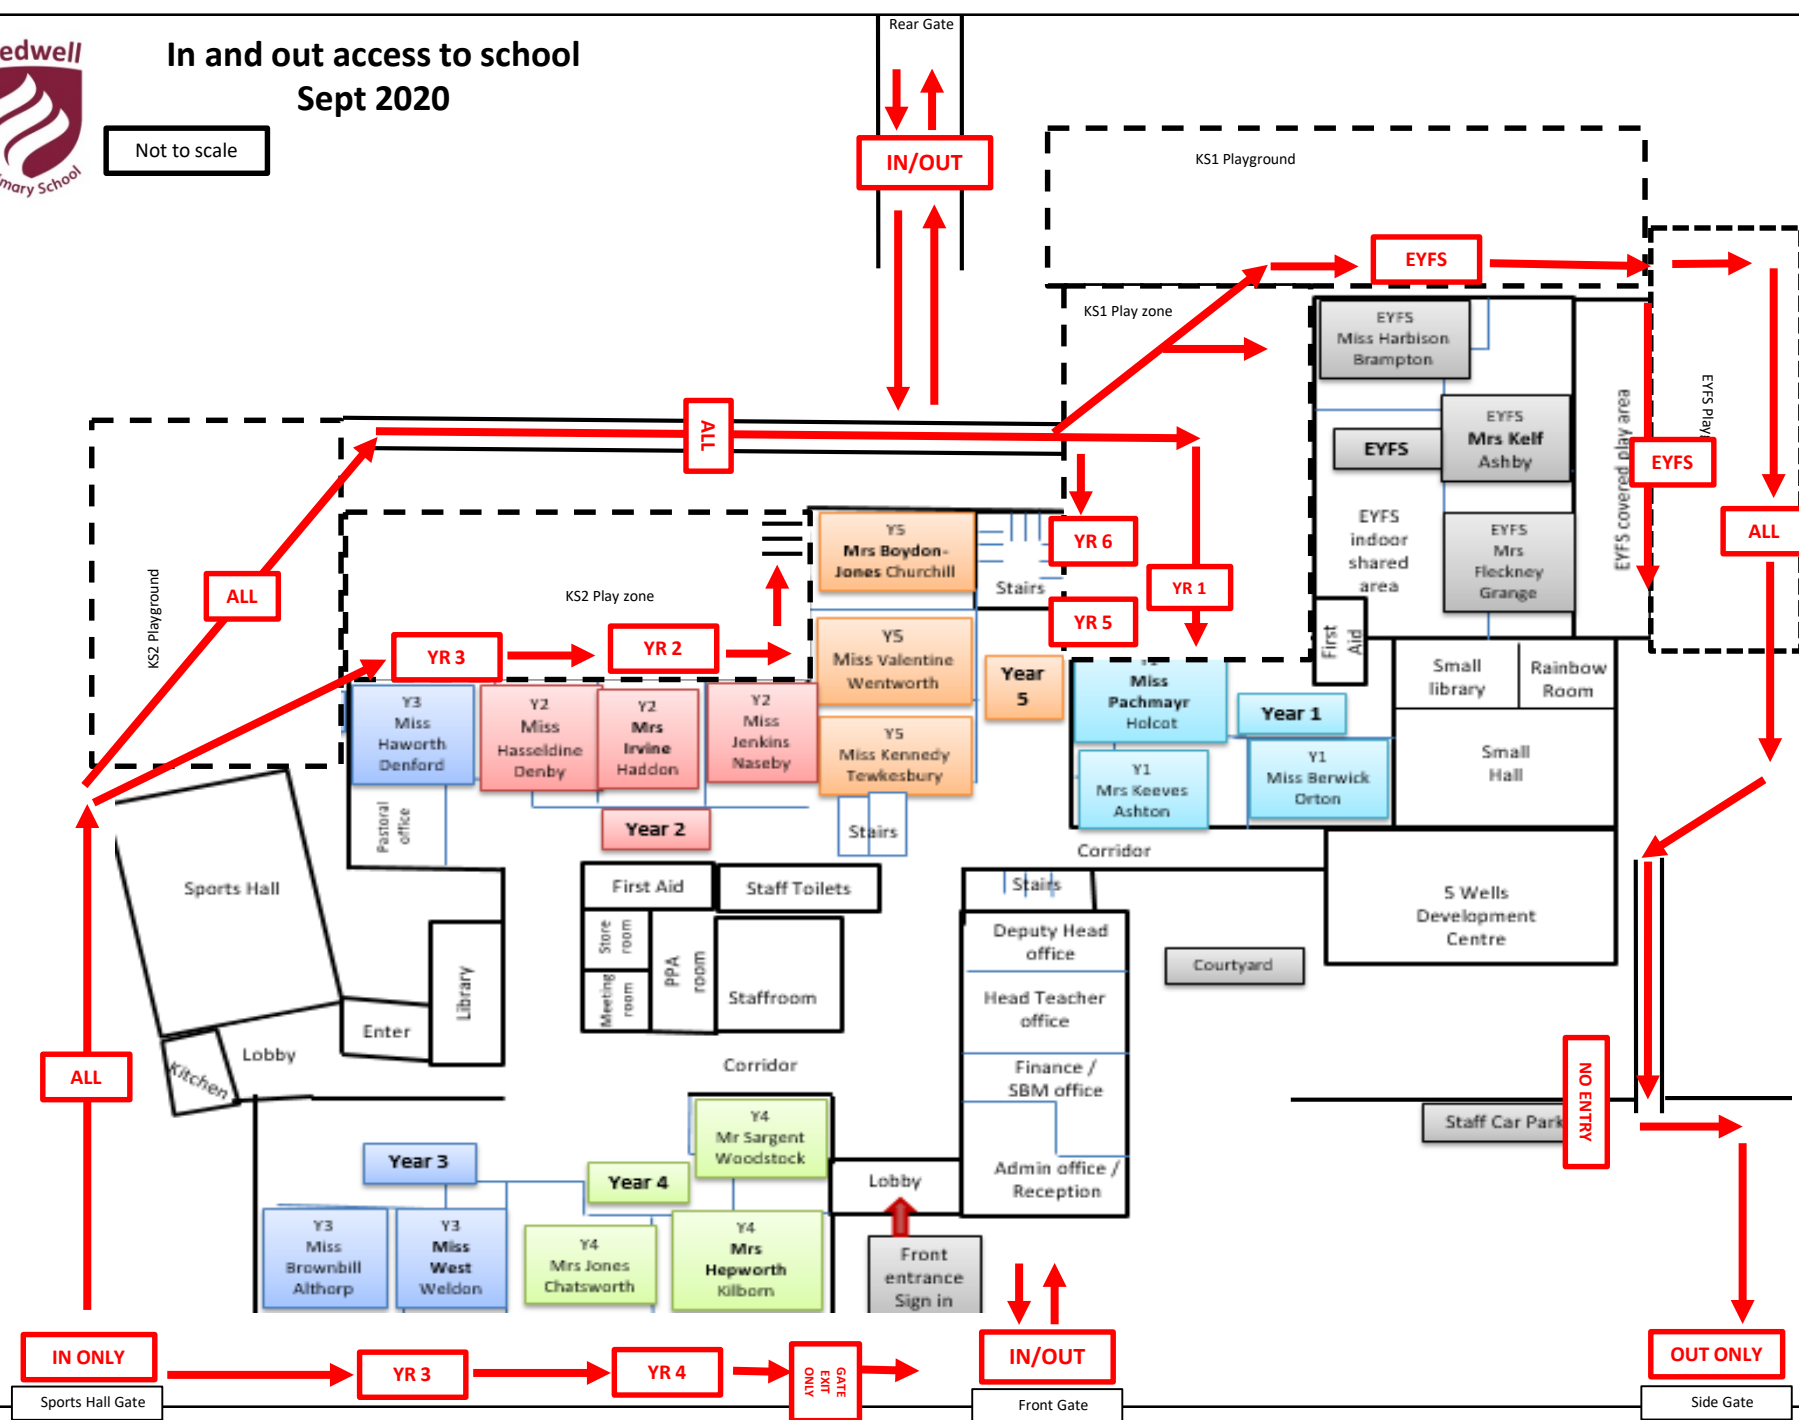 edwell
mary School
In and out access to school
Sept 2020
Not to scale
Rear Gate
IN/OUT
KS1 Playground
EYFS
KS1 Play zone
EYFS
Miss Harbison
Brampton
EYFS
Mrs Kelf
Ashby
EYFS
EYFS
Mrs
Fleckney
Grange
EYFS
indoor
shared
area
EYFS covered play area
EYFS
EYFS
ALL
ALL
KS2 Playground
ALL
KS2 Play zone
YR 3
YR 2
Y5
Mrs Boydon-
Jones Churchill
Stairs
YR 6
YR 5
YR 1
Y5
Miss Valentine
Wentworth
Year
5
Y5
Miss Kennedy
Tewkesbury
Stairs
Y3
Miss
Haworth
Denford
Y2
Miss
Hasseldine
Denby
Y2
Mrs
Irvine
Haddon
Y2
Miss
Jenkins
Naseby
Year 2
Pastoral
office
Y1
Miss
Pachmayr
Holcot
Year 1
Y1
Mrs Keeves
Ashton
Y1
Miss Berwick
Orton
First
Aid
Small
library
Rainbow
Room
Small
Hall
Corridor
5 Wells
Development
Centre
Sports Hall
Kitchen
Lobby
Enter
Library
First Aid
Staff Toilets
Store
room
Meeting
room
PPA
room
Staffroom
Corridor
Stairs
Deputy Head
office
Head Teacher
office
Finance /
SBM office
Admin office /
Reception
Courtyard
Staff Car Park
NO ENTRY
ALL
Year 3
Year 4
Y4
Mr Sargent
Woodstock
Lobby
Y3
Miss
Brownbill
Althorp
Y3
Miss
West
Weldon
Y4
Mrs Jones
Chatsworth
Y4
Mrs
Hepworth
Kilborn
Front
entrance
Sign in
IN ONLY
YR 3
YR 4
GATE
EXIT
ONLY
IN/OUT
OUT ONLY
Sports Hall Gate
Front Gate
Side Gate